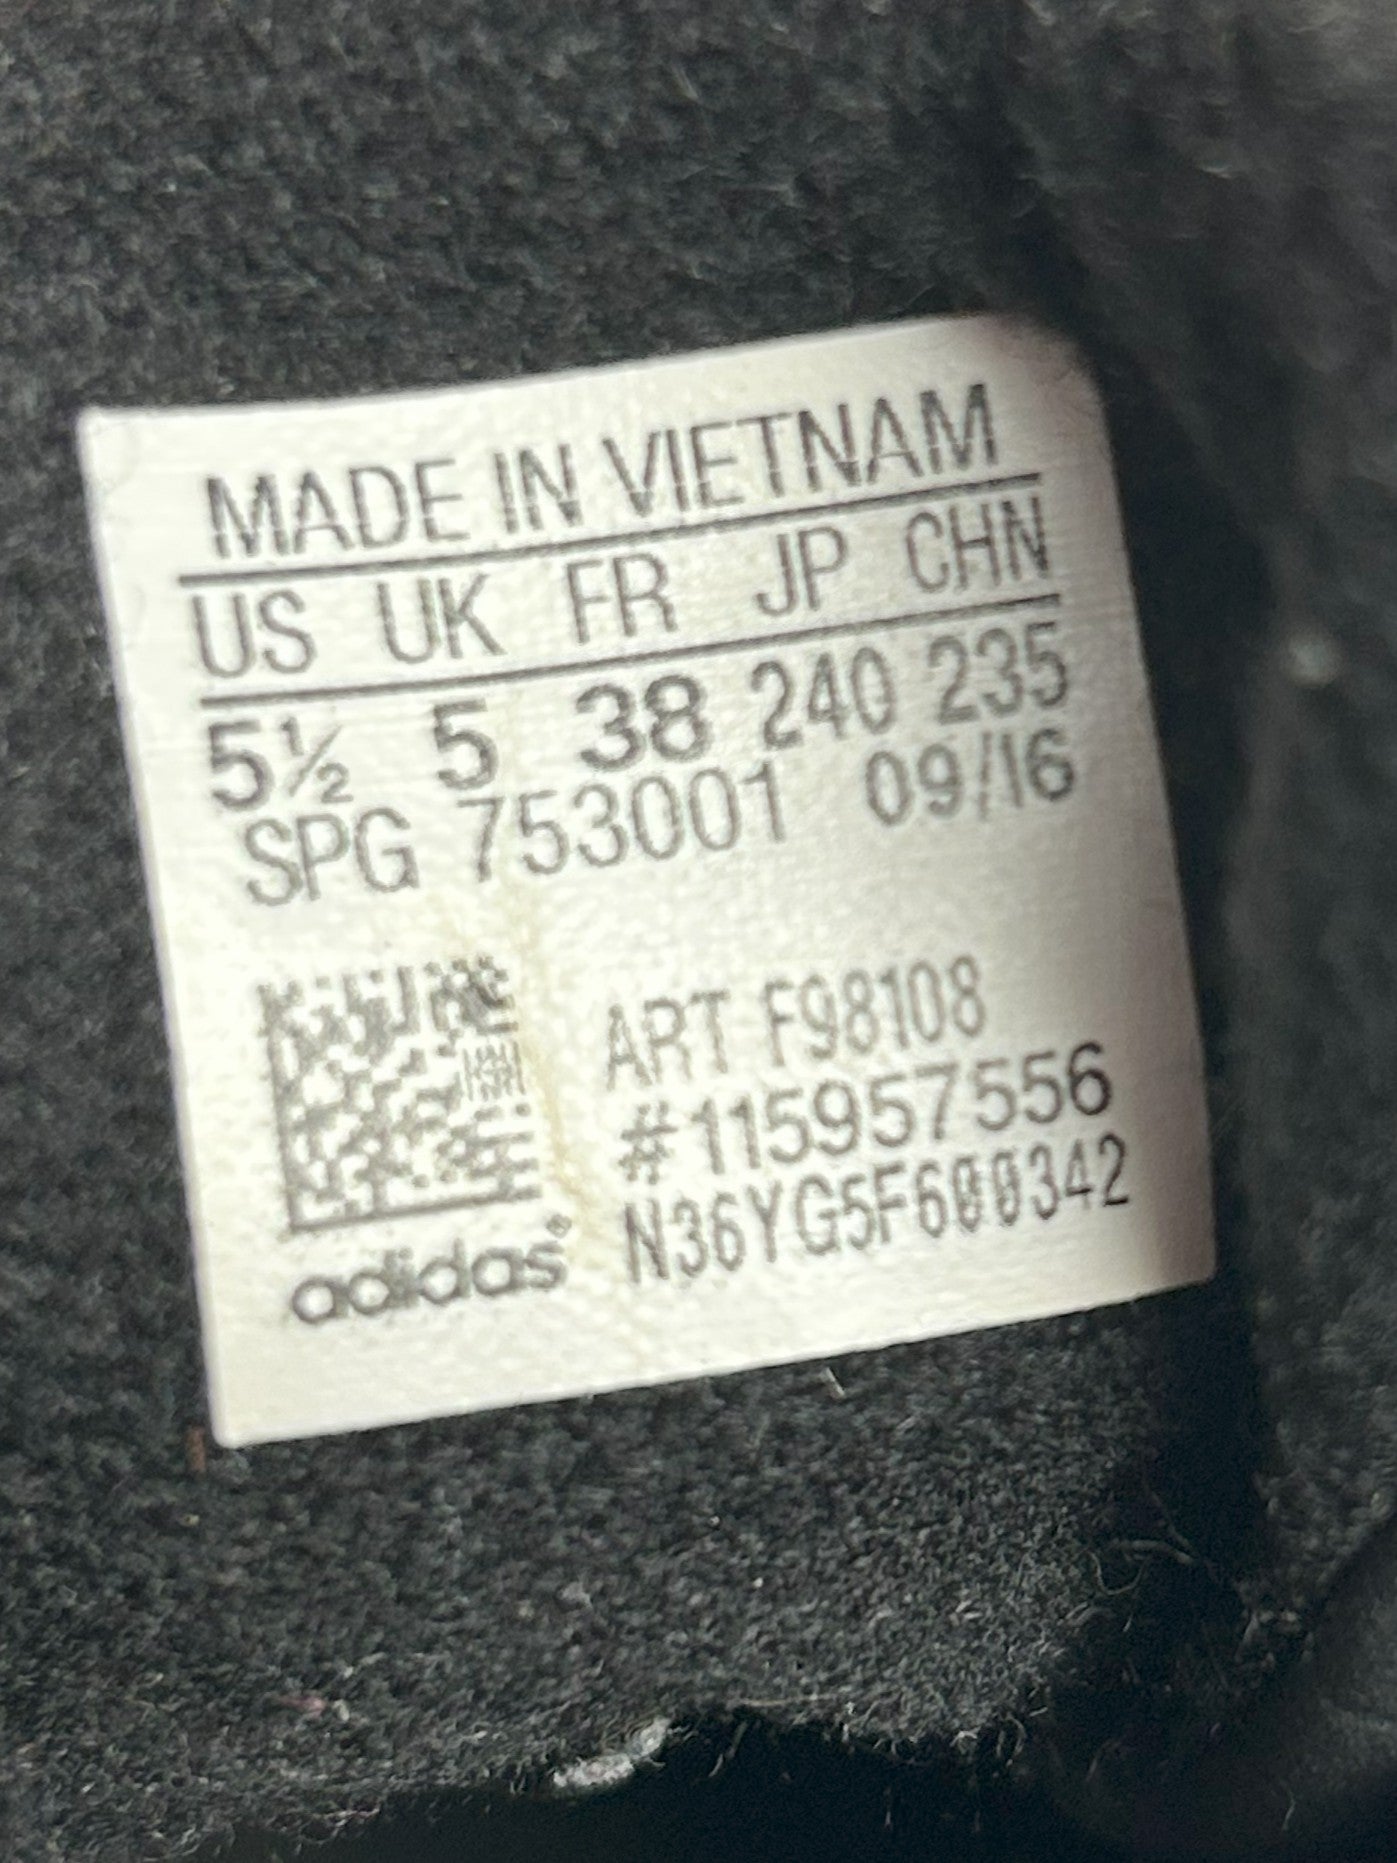 MADE IN VIETNAM
US UK FR JP CHN
5½ 5 38 240 235
SPG 753001 09/16
ART F98108
#115957556
N36YG5F600342
adidas®